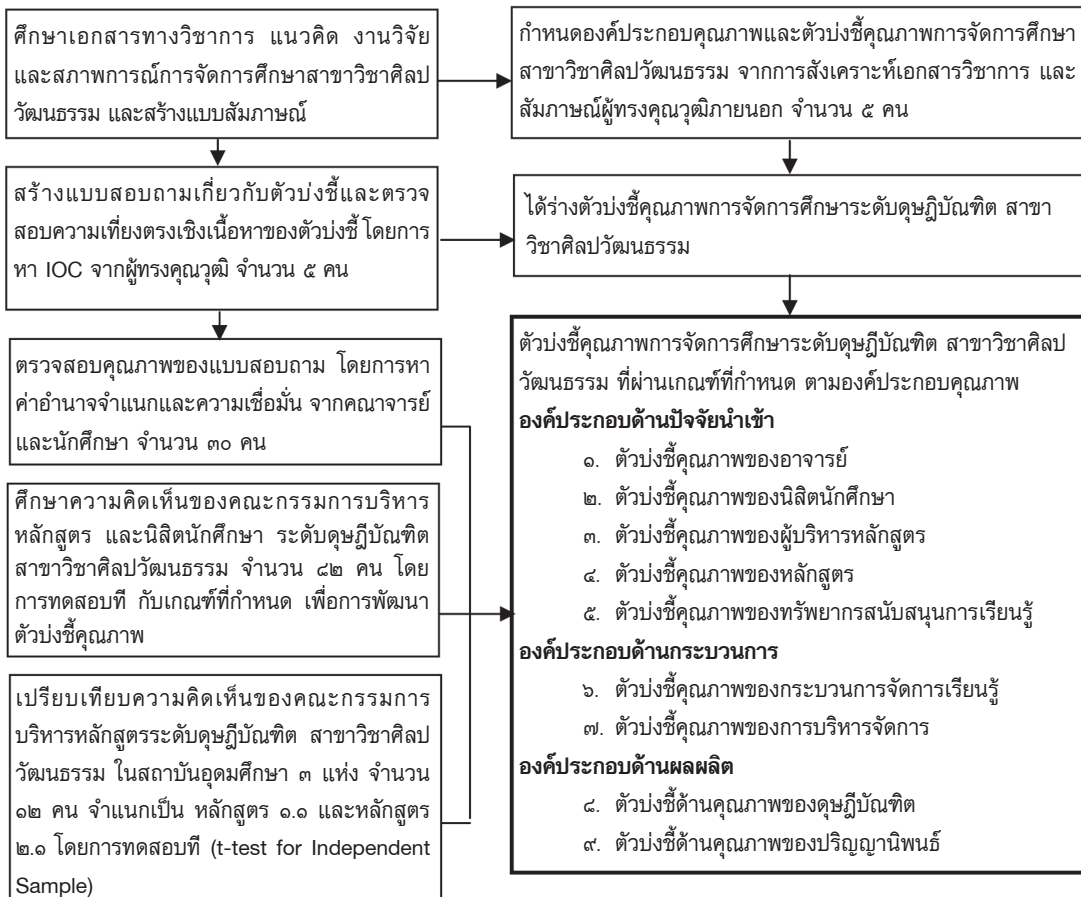 ศึกษาเอกสารทางวิชาการ แนวคิด งานวิจัย
และสภาพการณ์การจัดการศึกษาสาขาวิชาศิลป
วัฒนธรรม และสร้างแบบสัมภาษณ์
กำหนดองค์ประกอบคุณภาพและตัวบ่งชี้คุณภาพการจัดการศึกษา
สาขาวิชาศิลปวัฒนธรรม จากการสังเคราะห์เอกสารวิชาการ และ
สัมภาษณ์ผู้ทรงคุณวุฒิภายนอก จำนวน ๕ คน
สร้างแบบสอบถามเกี่ยวกับตัวบ่งชี้และตรวจ
สอบความเที่ยงตรงเชิงเนื้อหาของตัวบ่งชี้ โดยการ
หา IOC จากผู้ทรงคุณวุฒิ จำนวน ๕ คน
ได้ร่างตัวบ่งชี้คุณภาพการจัดการศึกษาระดับดุษฎิบัณฑิต สาขา
วิชาศิลปวัฒนธรรม
ตรวจสอบคุณภาพของแบบสอบถาม โดยการหา
ค่าอำนาจจำแนกและความเชื่อมั่น จากคณาจารย์
และนักศึกษา จำนวน ๓๐ คน
ศึกษาความคิดเห็นของคณะกรรมการบริหาร
หลักสูตร และนิสิตนักศึกษา ระดับดุษฎีบัณฑิต
สาขาวิชาศิลปวัฒนธรรม จำนวน ๘๒ คน โดย
การทดสอบที กับเกณฑ์ที่กำหนด เพื่อการพัฒนา
ตัวบ่งชี้คุณภาพ
เปรียบเทียบความคิดเห็นของคณะกรรมการ
บริหารหลักสูตรระดับดุษฎีบัณฑิต สาขาวิชาศิลป
วัฒนธรรม ในสถาบันอุดมศึกษา ๓ แห่ง จำนวน
๑๒ คน จำแนกเป็น หลักสูตร ๑.๑ และหลักสูตร
๒.๑ โดยการทดสอบที (t-test for Independent
Sample)
ตัวบ่งชี้คุณภาพการจัดการศึกษาระดับดุษฎีบัณฑิต สาขาวิชาศิลป
วัฒนธรรม ที่ผ่านเกณฑ์ที่กำหนด ตามองค์ประกอบคุณภาพ
องค์ประกอบด้านปัจจัยนำเข้า
๑. ตัวบ่งชี้คุณภาพของอาจารย์
๒. ตัวบ่งชี้คุณภาพของนิสิตนักศึกษา
๓. ตัวบ่งชี้คุณภาพของผู้บริหารหลักสูตร
๔. ตัวบ่งชี้คุณภาพของหลักสูตร
๕. ตัวบ่งชี้คุณภาพของทรัพยากรสนับสนุนการเรียนรู้
องค์ประกอบด้านกระบวนการ
๖. ตัวบ่งชี้คุณภาพของกระบวนการจัดการเรียนรู้
๗. ตัวบ่งชี้คุณภาพของการบริหารจัดการ
องค์ประกอบด้านผลผลิต
๘. ตัวบ่งชี้ด้านคุณภาพของดุษฎีบัณฑิต
๙. ตัวบ่งชี้ด้านคุณภาพของปริญญานิพนธ์